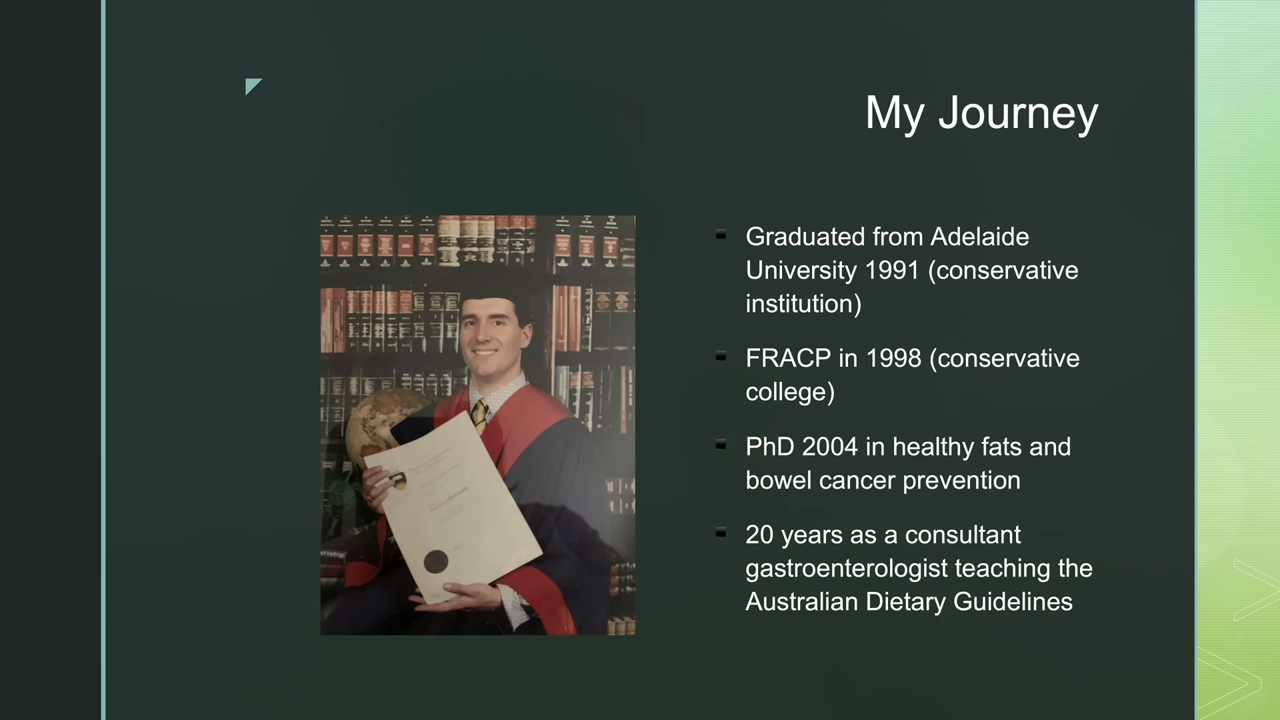 My Journey
Graduated from Adelaide
University 1991 (conservative
institution)
FRACP in 1998 (conservative
college)
PhD 2004 in healthy fats and
bowel cancer prevention
20 years as a consultant
gastroenterologist teaching the
Australian Dietary Guidelines